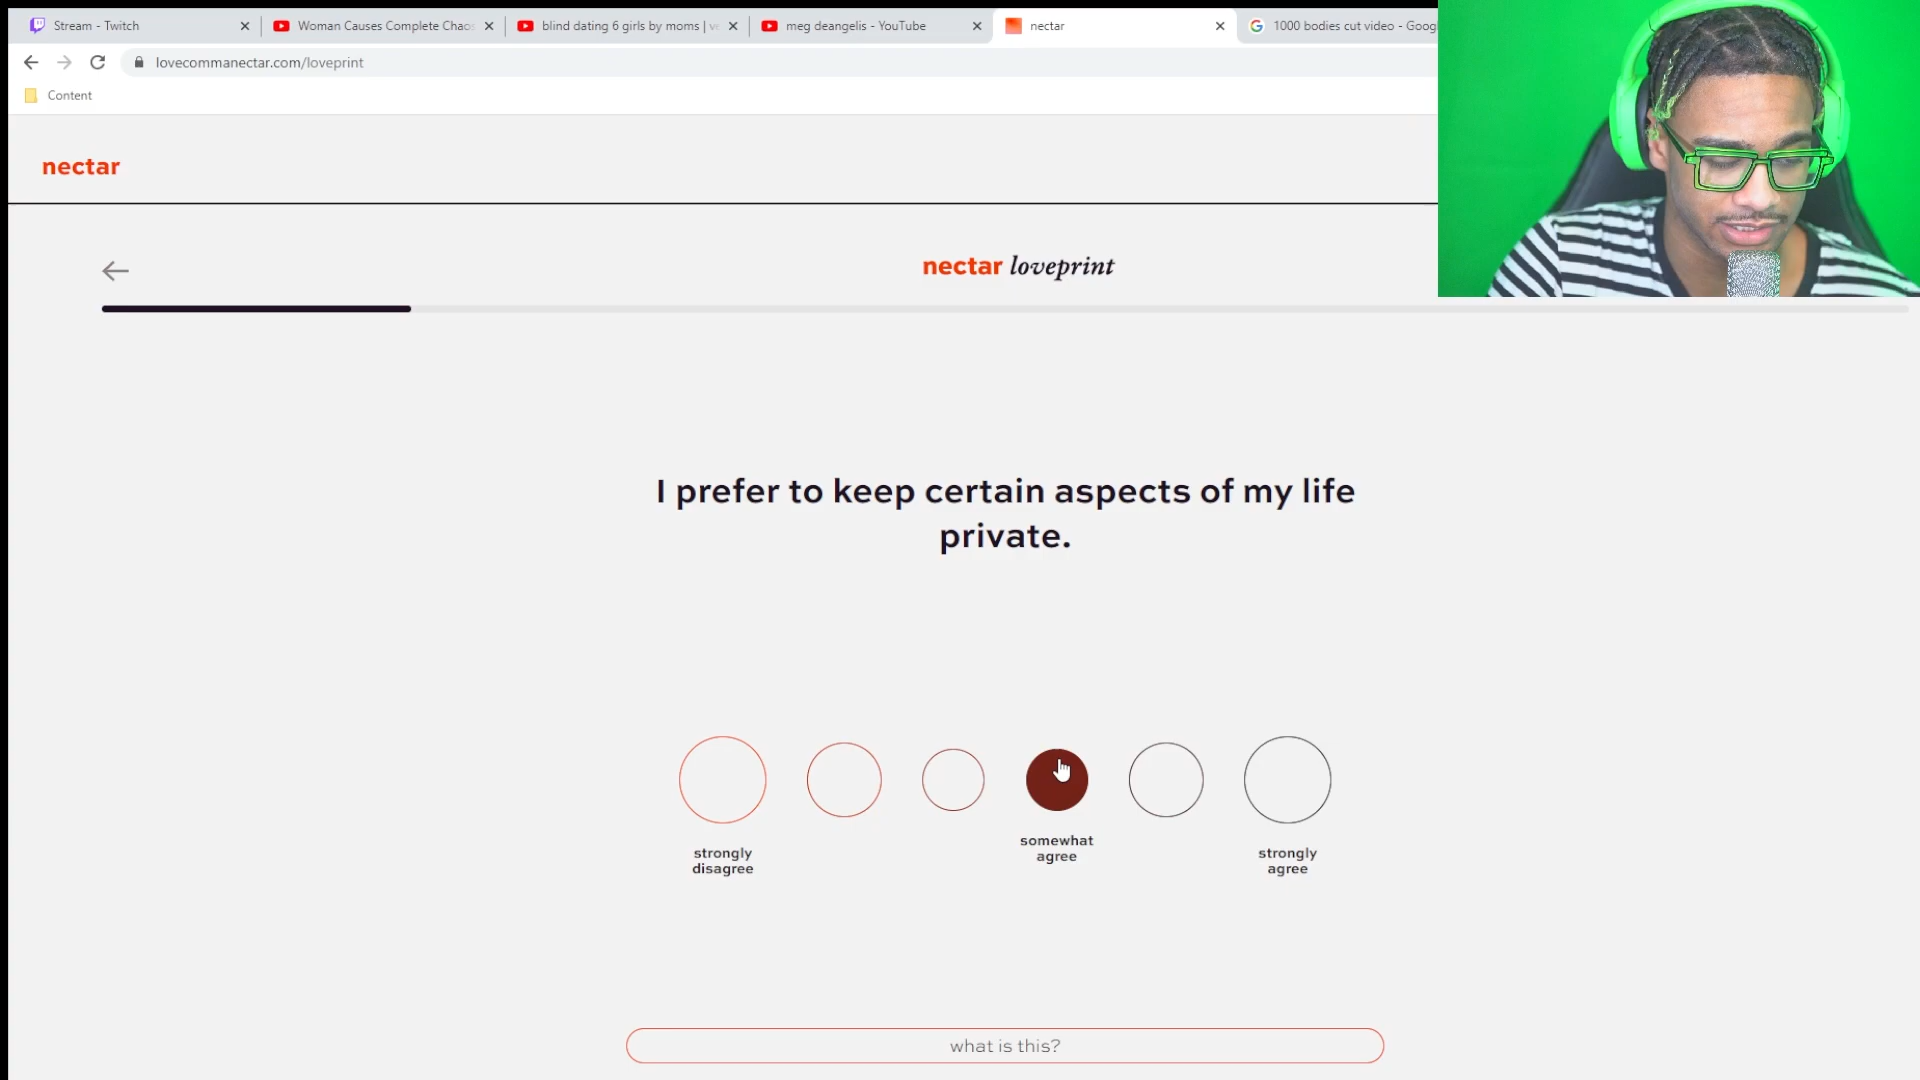 Stream - Twitch
Woman Causes Complete Chao
blind dating 6 girls by moms | ve
meg deangelis - YouTube
nectar
1000 bodies cut video - Goog
lovecommanectar.com/loveprint
Content
nectar
nectar loveprint
I prefer to keep certain aspects of my life
private.
strongly
disagree
somewhat
agree
strongly
agree
what is this?